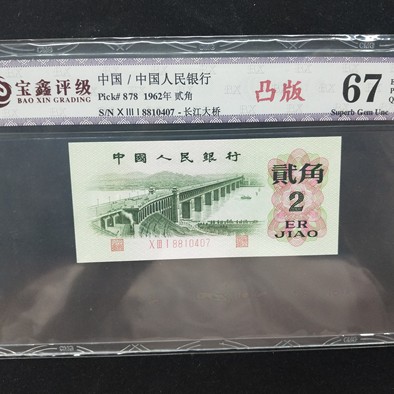 宝鑫评级
BAO XIN GRADING
中国 / 中国人民银行
Pick# 878 1962年 贰角
S/N X III I 8810407 - 长江大桥
凸版
67
Superb Gem Unc
中國人民銀行
貳角
2
ER
JIAO
X III I 8810407